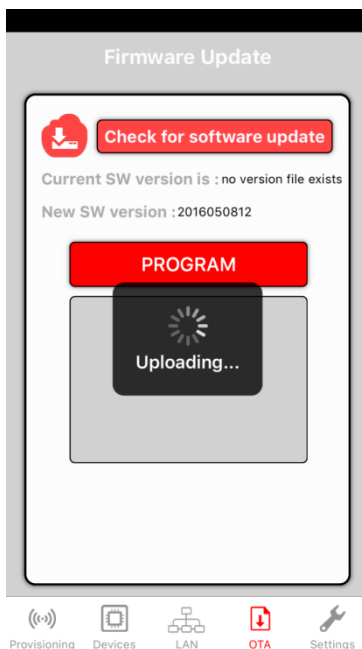 Firmware Update
Check for software update
Current SW version is : no version file exists
New SW version : 2016050812
PROGRAM
Uploading...
Provisioning Devices LAN OTA Settings